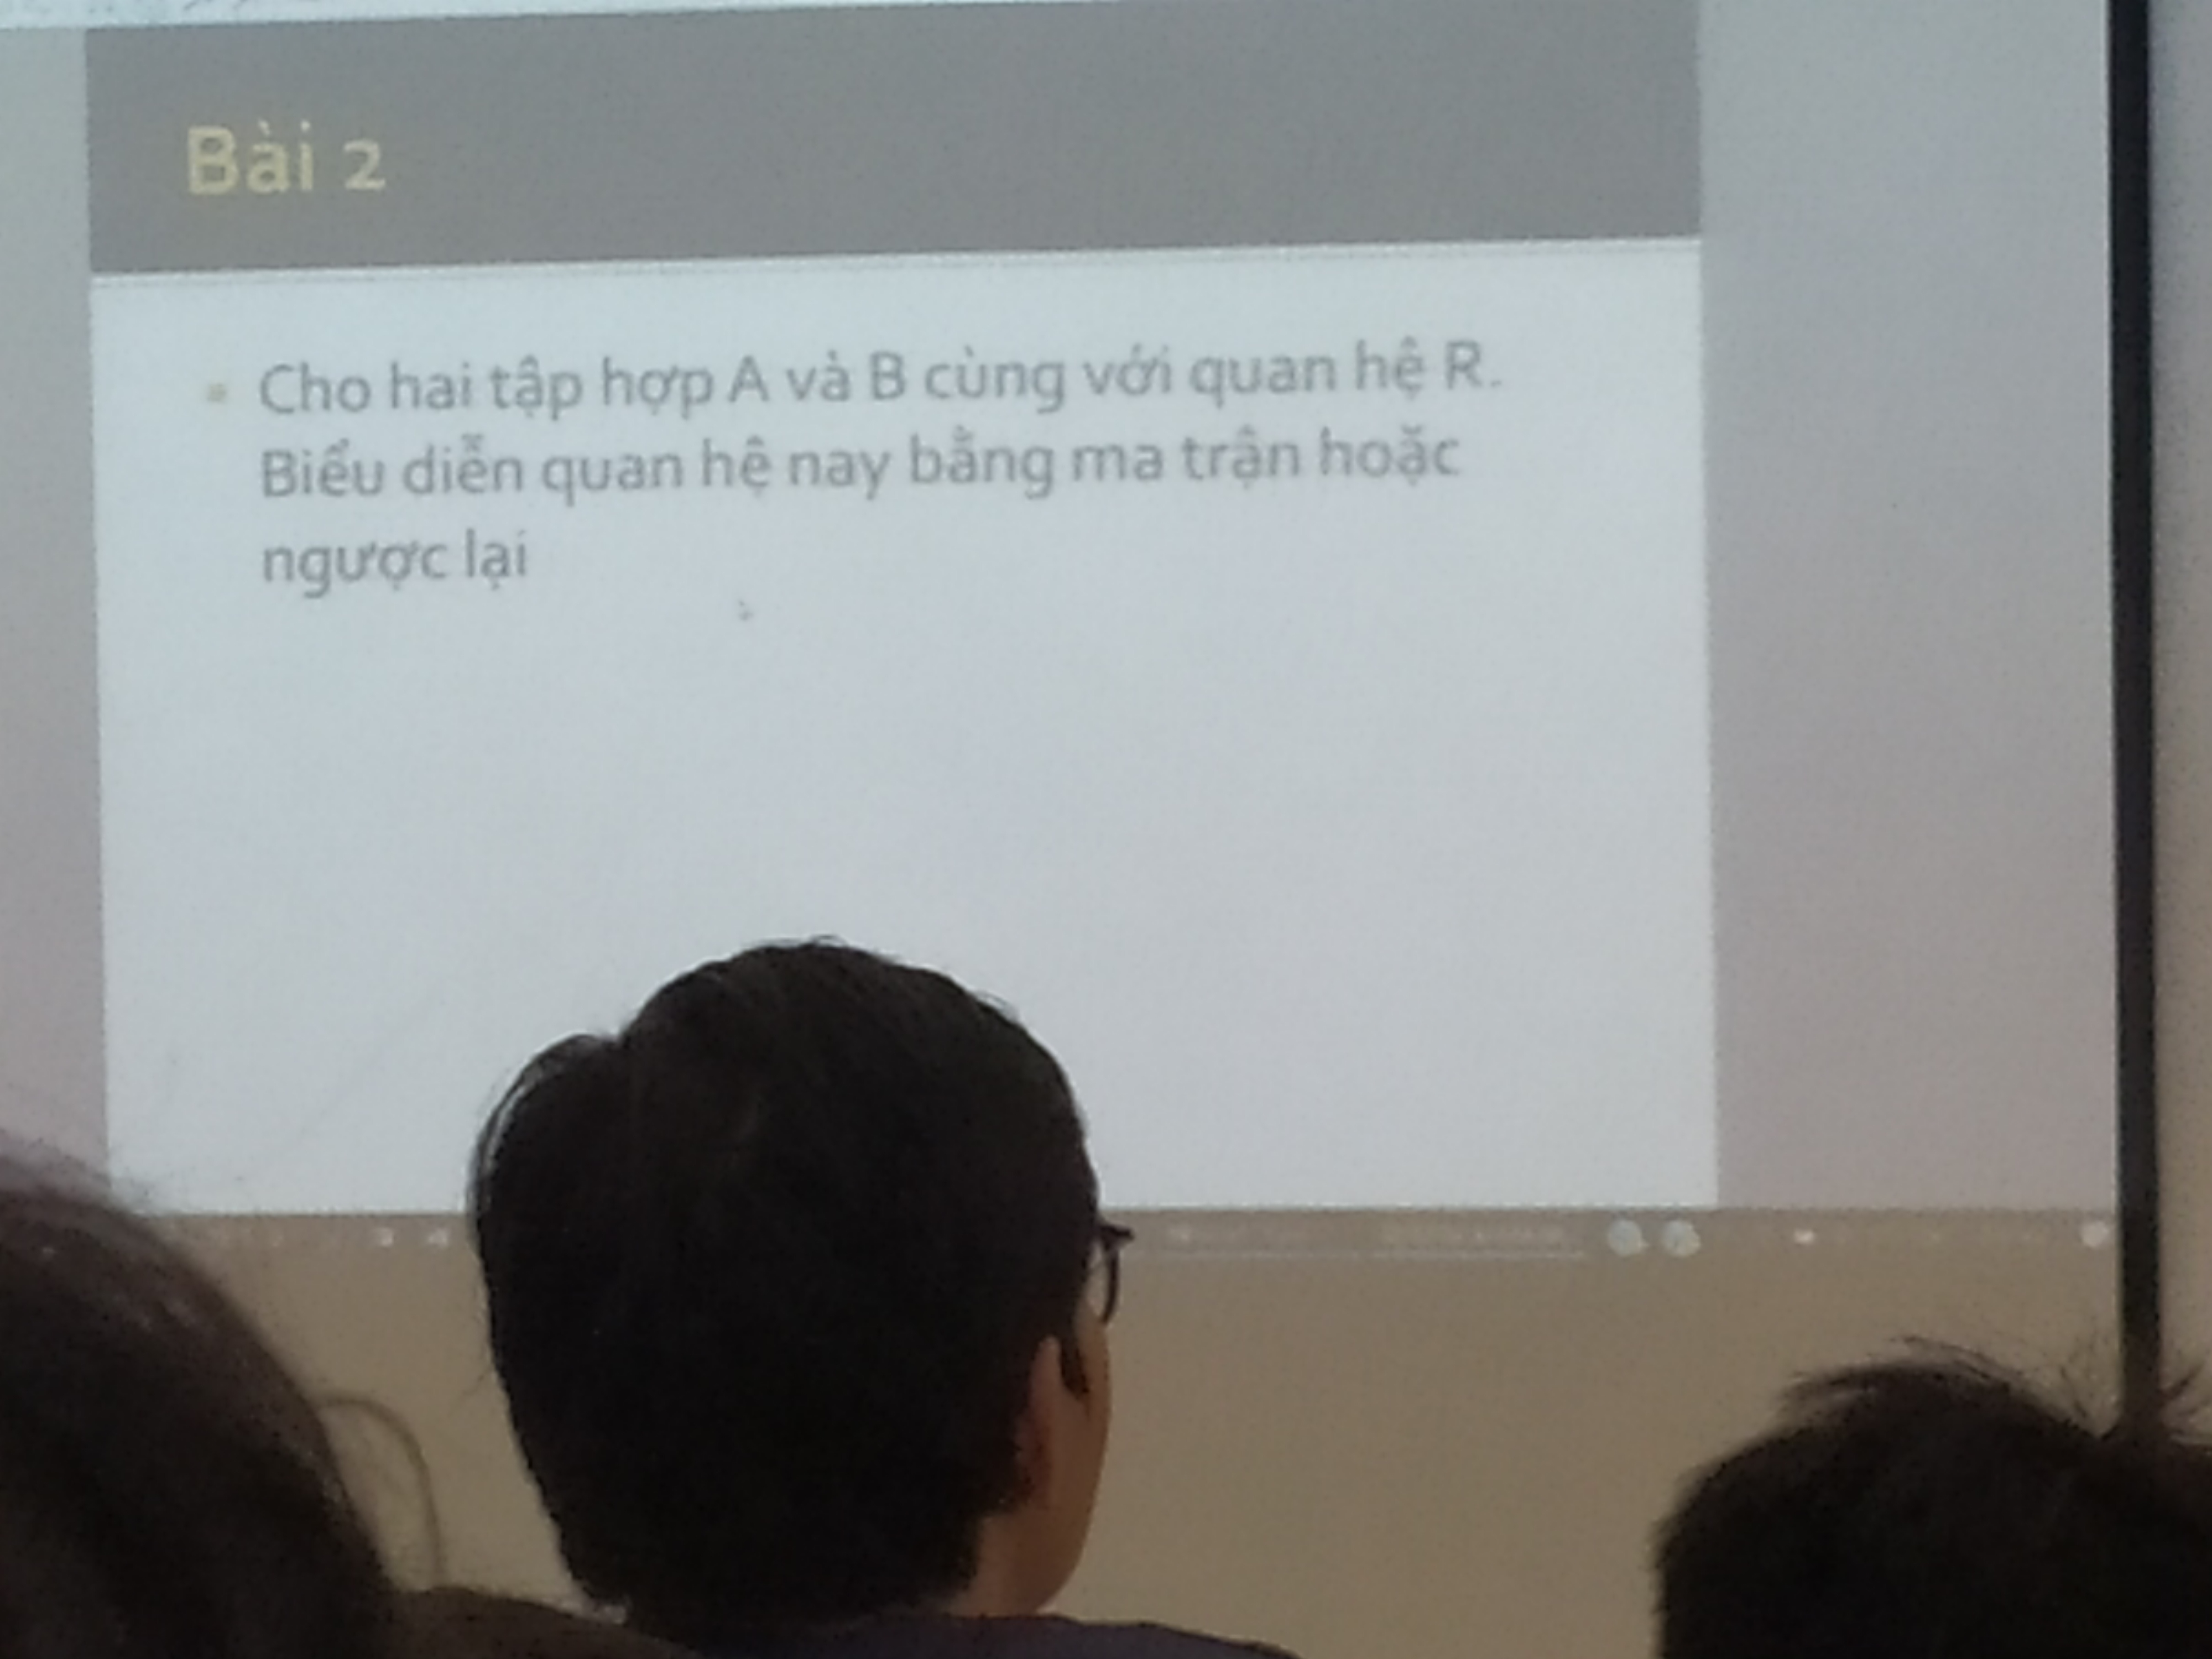 Bài 2
Cho hai tập hợp A và B cùng với quan hệ R.
Biểu diễn quan hệ nay bằng ma trận hoặc
ngược lại